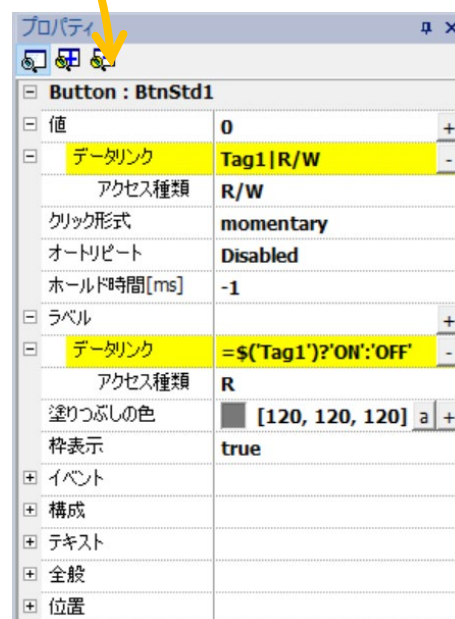 プロパティ
Button : BtnStd1
値 0 +
データリンク Tag1|R/W -
アクセス種類 R/W
クリック形式 momentary
オートリピート Disabled
ホールド時間[ms] -1
ラベル +
データリンク =$('Tag1')?'ON':'OFF' -
アクセス種類 R
塗りつぶしの色 [120, 120, 120] a +
枠表示 true
イベント
構成
テキスト
全般
位置